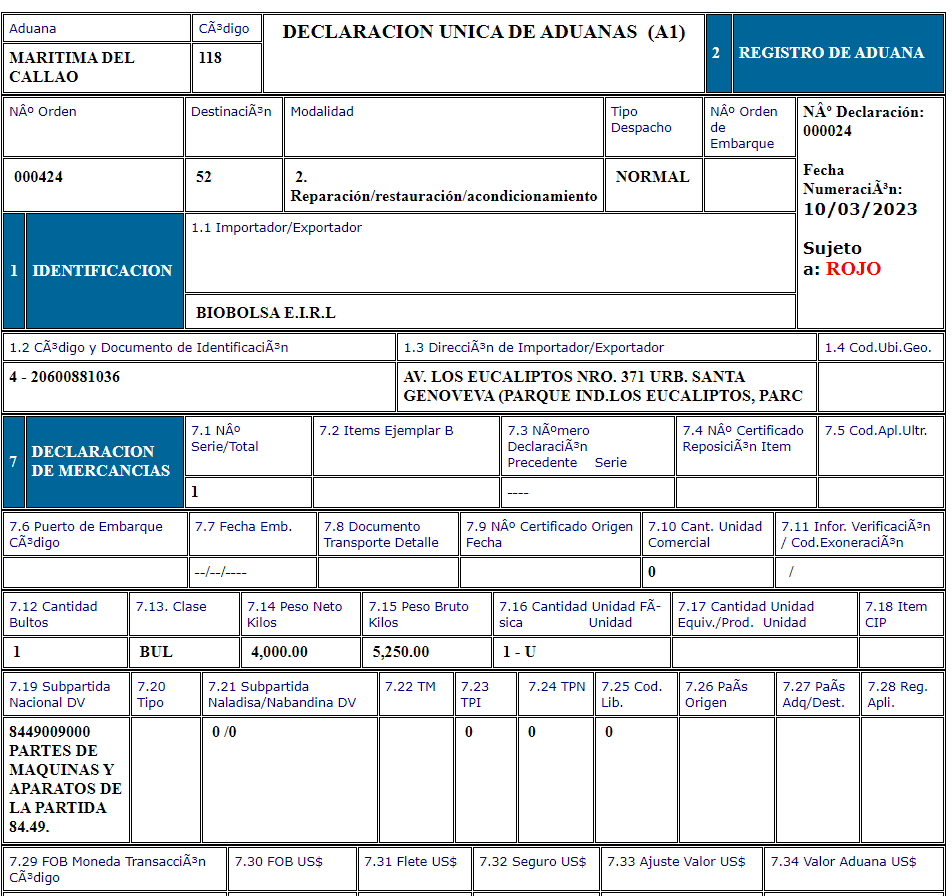 Aduana
CÃ³digo
DECLARACION UNICA DE ADUANAS (A1)
2
REGISTRO DE ADUANA
MARITIMA DEL
CALLAO
118
NÂº Orden
DestinaciÃ³n
Modalidad
Tipo
Despacho
NÂº Orden
de
Embarque
NÂº Declaración:
000024
000424
52
2.
Reparación/restauración/acondicionamiento
NORMAL
Fecha
NumeraciÃ³n:
10/03/2023
Sujeto
a: ROJO
1
IDENTIFICACION
1.1 Importador/Exportador
BIOBOLSA E.I.R.L
1.2 CÃ³digo y Documento de IdentificaciÃ³n
1.3 DirecciÃ³n de Importador/Exportador
1.4 Cod.Ubi.Geo.
4 - 20600881036
AV. LOS EUCALIPTOS NRO. 371 URB. SANTA
GENOVEVA (PARQUE IND.LOS EUCALIPTOS, PARC
7
DECLARACION
DE MERCANCIAS
7.1 NÂº
Serie/Total
7.2 Items Ejemplar B
7.3 NÃºmero
DeclaraciÃ³n
Precedente Serie
7.4 NÂº Certificado
ReposiciÃ³n Item
7.5 Cod.Apl.Ultr.
1
----
7.6 Puerto de Embarque
CÃ³digo
7.7 Fecha Emb.
7.8 Documento
Transporte Detalle
7.9 NÂº Certificado Origen
Fecha
7.10 Cant. Unidad
Comercial
7.11 Infor. VerificaciÃ³n
/ Cod.ExoneraciÃ³n
--/--/----
0
/
7.12 Cantidad
Bultos
7.13. Clase
7.14 Peso Neto
Kilos
7.15 Peso Bruto
Kilos
7.16 Cantidad Unidad FÃ-
sica Unidad
7.17 Cantidad Unidad
Equiv./Prod. Unidad
7.18 Item
CIP
1
BUL
4,000.00
5,250.00
1 - U
7.19 Subpartida
Nacional DV
7.20
Tipo
7.21 Subpartida
Naladisa/Nabandina DV
7.22 TM
7.23
TPI
7.24 TPN
7.25 Cod.
Lib.
7.26 PaÃs
Origen
7.27 PaÃs
Adq/Dest.
7.28 Reg.
Apli.
8449009000
PARTES DE
MAQUINAS Y
APARATOS DE
LA PARTIDA
84.49.
0 /0
0
0
0
7.29 FOB Moneda TransacciÃ³n
CÃ³digo
7.30 FOB US$
7.31 Flete US$
7.32 Seguro US$
7.33 Ajuste Valor US$
7.34 Valor Aduana US$